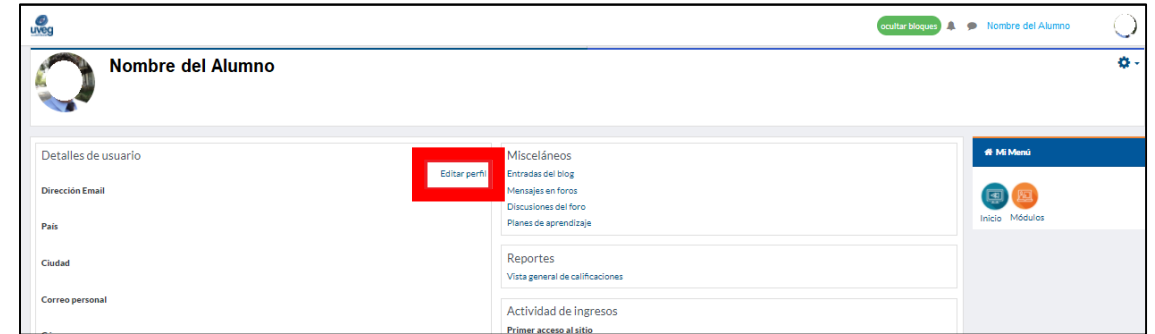 uveg
ocultar bloques
Nombre del Alumno
Nombre del Alumno
Detalles de usuario
Editar perfil
Dirección Email
País
Ciudad
Correo personal
Misceláneos
Entradas del blog
Mensajes en foros
Discusiones del foro
Planes de aprendizaje
Reportes
Vista general de calificaciones
Actividad de ingresos
Primer acceso al sitio
Mi Menú
Inicio Módulos